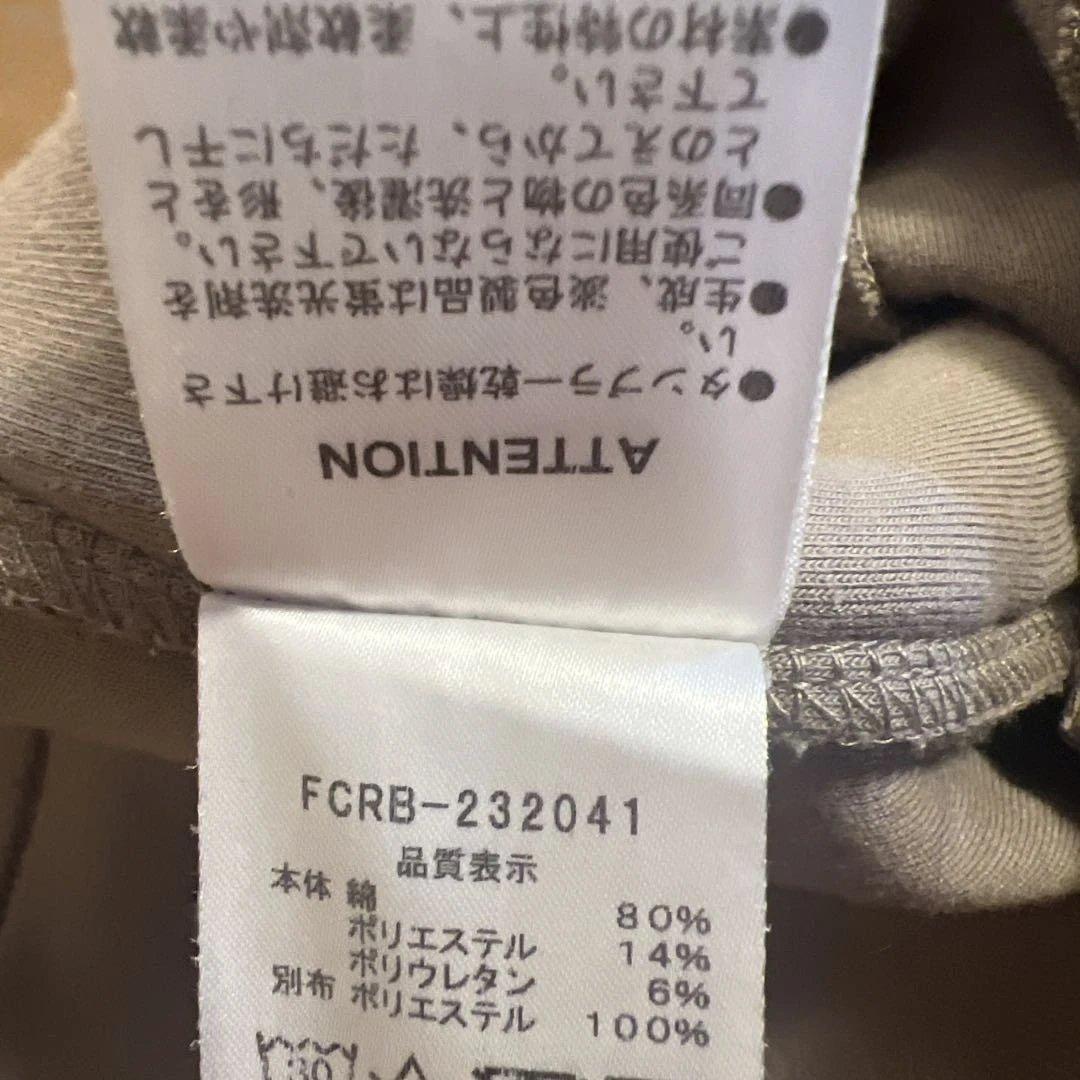 ATTENTION
●タンブラー乾燥はお避け下さ
い。
●生成、淡色製品は蛍光洗剤を
ご使用にならないで下さい。
●同系色の物と洗濯後、形をと
とのえてから、ただちに干し
て下さい。
●素材の特性上、柔軟剤や柔軟
FCRB-232041
品質表示
本体 綿 80%
ポリエステル 14%
ポリウレタン 6%
別布 ポリエステル 100%
30